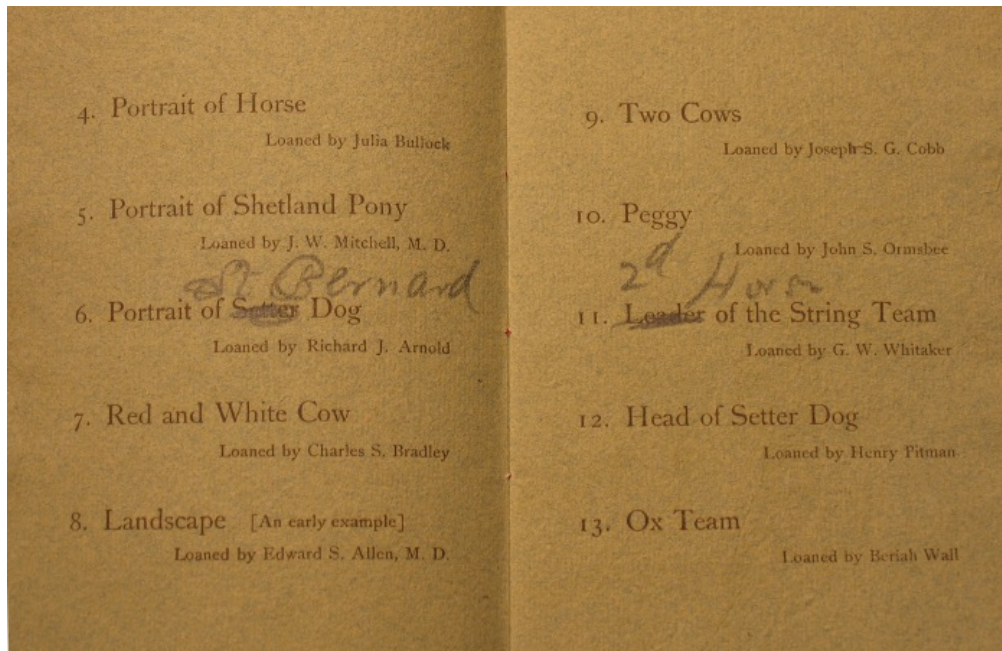 4. Portrait of Horse
Loaned by Julia Bullock
5. Portrait of Shetland Pony
Loaned by J. W. Mitchell, M. D.
St Bernard
6. Portrait of Setter Dog
Loaned by Richard J. Arnold
7. Red and White Cow
Loaned by Charles S. Bradley
8. Landscape [An early example]
Loaned by Edward S. Allen, M. D.
9. Two Cows
Loaned by Joseph S. G. Cobb
10. Peggy
Loaned by John S. Ormsbee
2d Horse
11. Leader of the String Team
Loaned by G. W. Whitaker
12. Head of Setter Dog
Loaned by Henry Pitman
13. Ox Team
Loaned by Beriah Wall